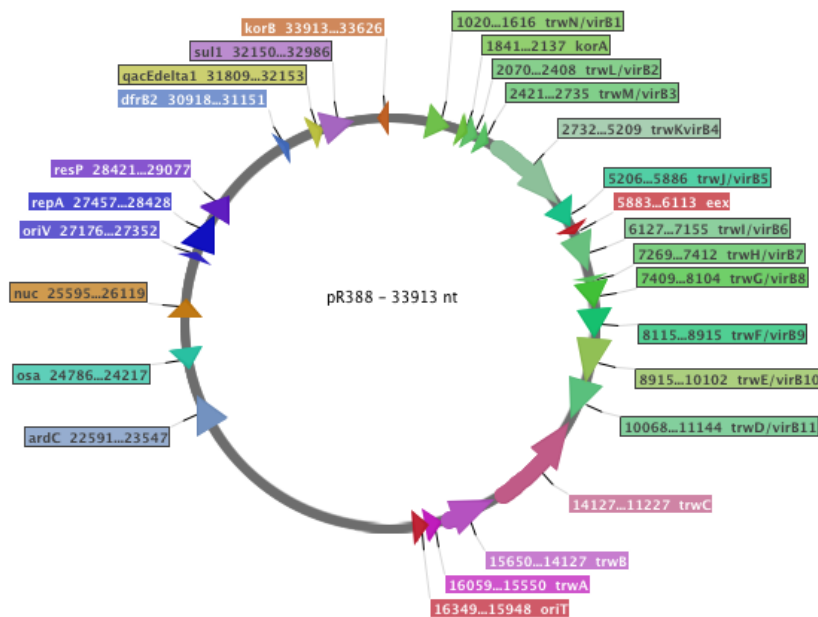 korB 33913...33626
sul1 32150...32986
qacEdelta1 31809...32153
dfrB2 30918...31151
resP 28421...29077
repA 27457...28428
oriV 27176...27352
nuc 25595...26119
osa 24786...24217
ardC 22591...23547
pR388 - 33913 nt
1020...1616 trwN/virB1
1841...2137 korA
2070...2408 trwL/virB2
2421...2735 trwM/virB3
2732...5209 trwKvirB4
5206...5886 trwJ/virB5
5883...6113 eex
6127...7155 trwI/virB6
7269...7412 trwH/virB7
7409...8104 trwG/virB8
8115...8915 trwF/virB9
8915...10102 trwE/virB10
10068...11144 trwD/virB11
14127...11227 trwC
15650...14127 trwB
16059...15550 trwA
16349...15948 oriT